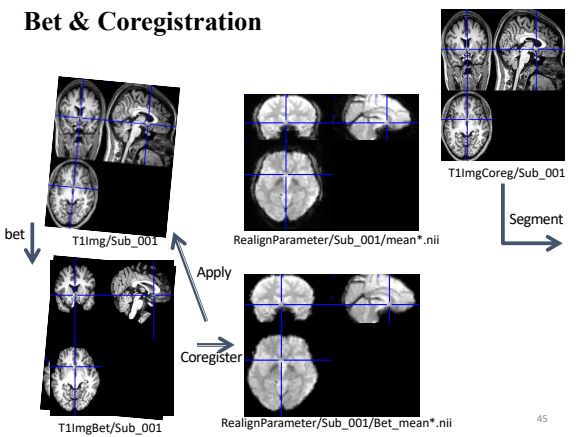 Bet & Coregistration
T1ImgCoreg/Sub_001
Segment
T1Img/Sub_001
RealignParameter/Sub_001/mean*.nii
bet
Apply
Coregister
T1ImgBet/Sub_001
RealignParameter/Sub_001/Bet_mean*.nii
45